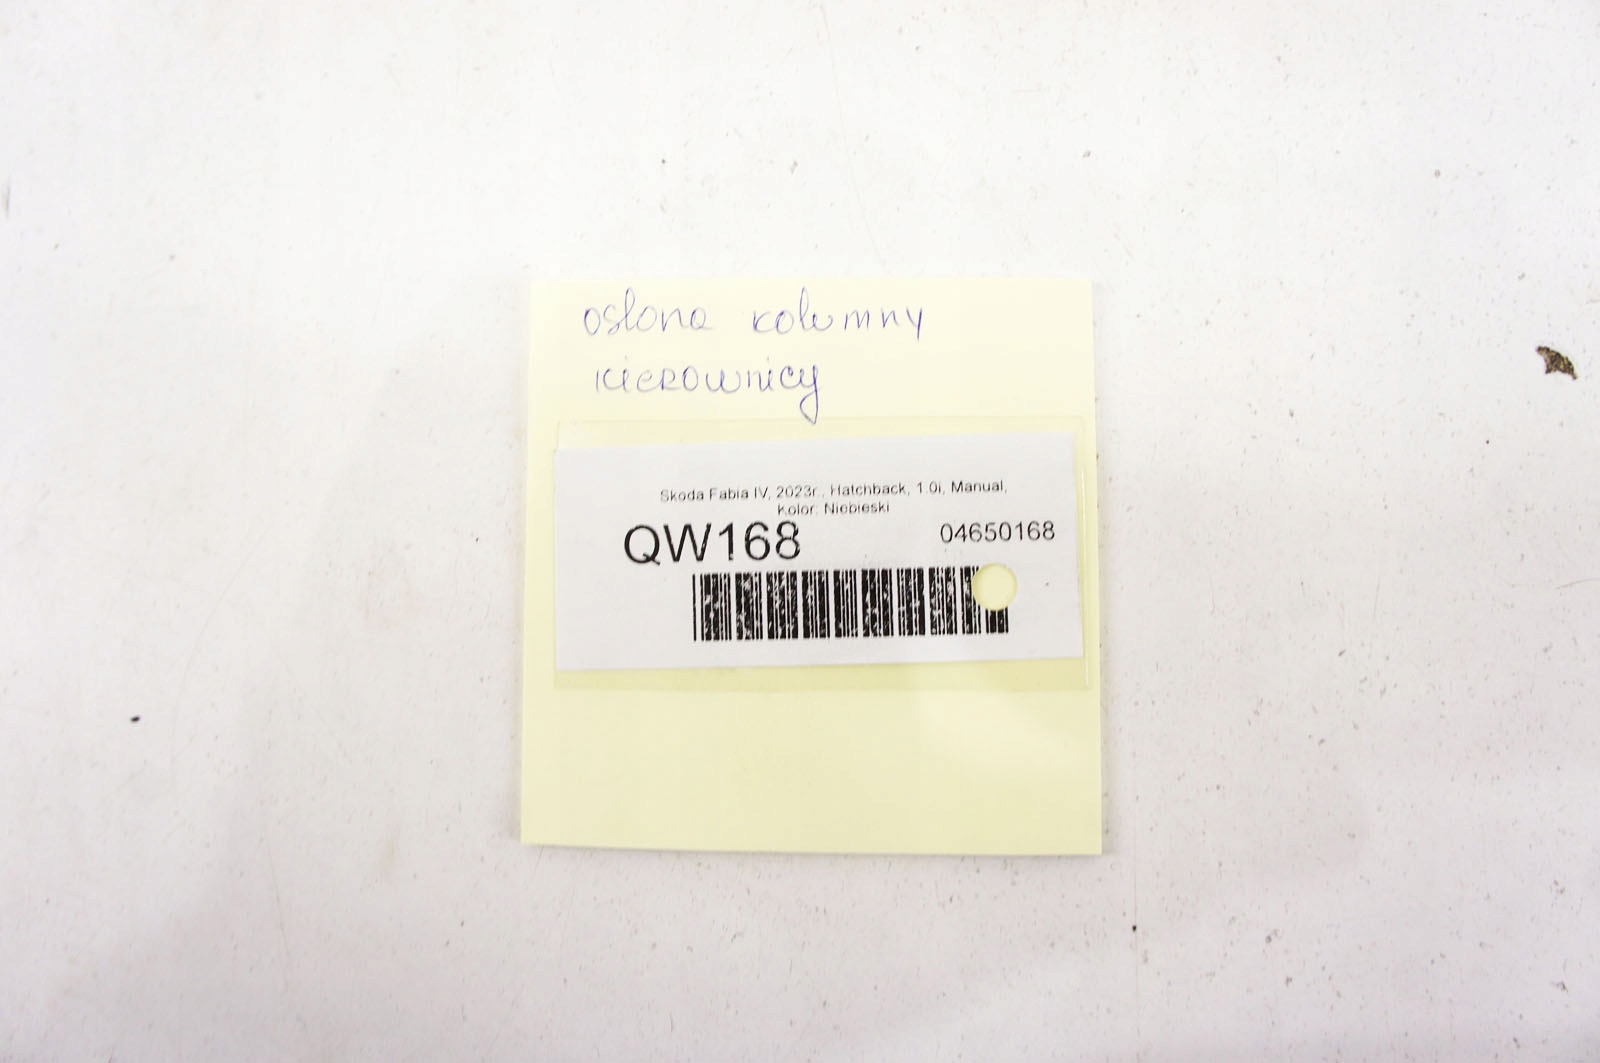 osłona kolumny
kierownicy
Skoda Fabia IV, 2023r., Hatchback, 1.0i, Manual,
Kolor: Niebieski
QW168
04650168